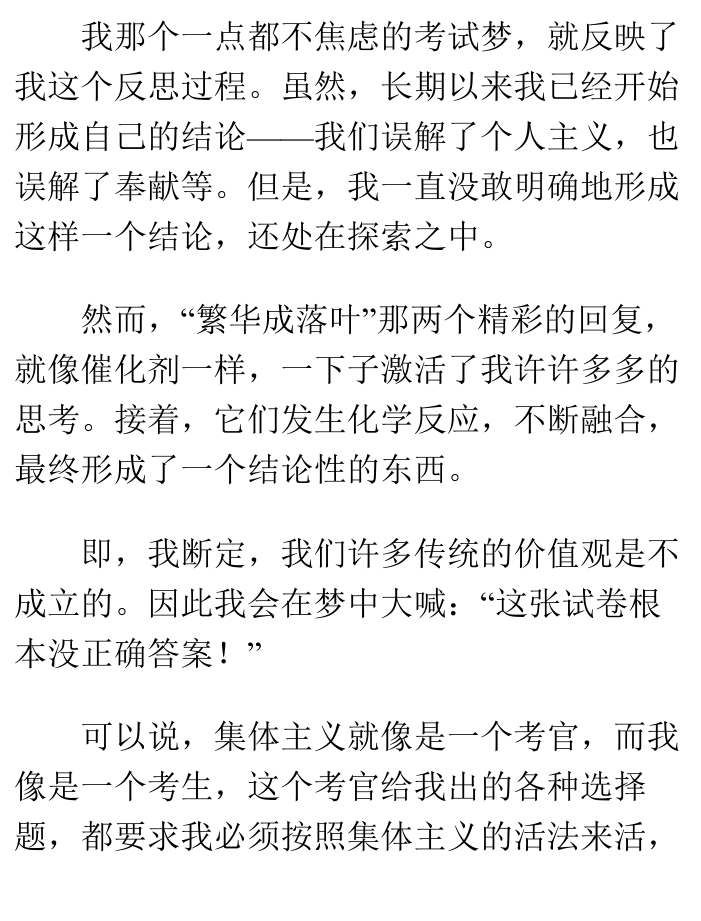 我那个一点都不焦虑的考试梦，就反映了
我这个反思过程。虽然，长期以来我已经开始
形成自己的结论——我们误解了个人主义，也
误解了奉献等。但是，我一直没敢明确地形成
这样一个结论，还处在探索之中。
然而，“繁华成落叶”那两个精彩的回复，
就像催化剂一样，一下子激活了我许许多多的
思考。接着，它们发生化学反应，不断融合，
最终形成了一个结论性的东西。
即，我断定，我们许多传统的价值观是不
成立的。因此我会在梦中大喊：“这张试卷根
本没正确答案！”
可以说，集体主义就像是一个考官，而我
像是一个考生，这个考官给我出的各种选择
题，都要求我必须按照集体主义的活法来活，